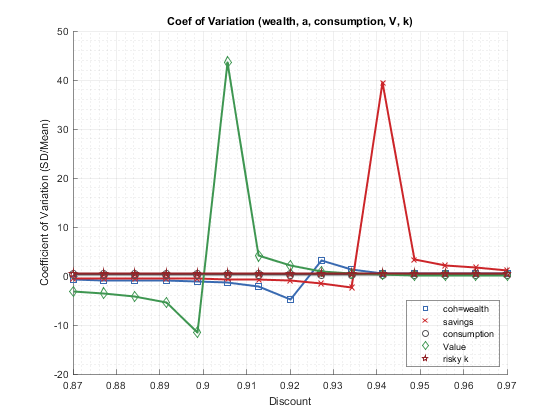 Coef of Variation (wealth, a, consumption, V, k)
50
40
30
20
10
0
-10
-20
Coefficient of Variation (SD/Mean)
coh=wealth
savings
consumption
Value
risky k
0.87 0.88 0.89 0.9 0.91 0.92 0.93 0.94 0.95 0.96 0.97
Discount